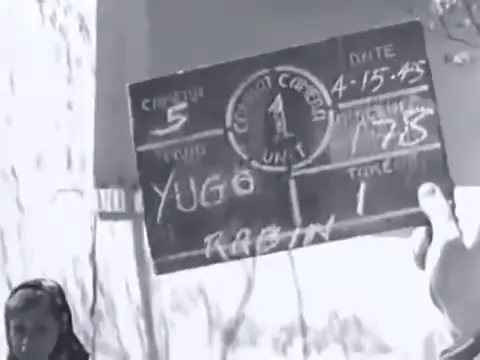 CAMERA
5
COMBAT CAMERA
1
UNIT
DATE
4-15-45
178
YUGO
TAKE
1
RABIN